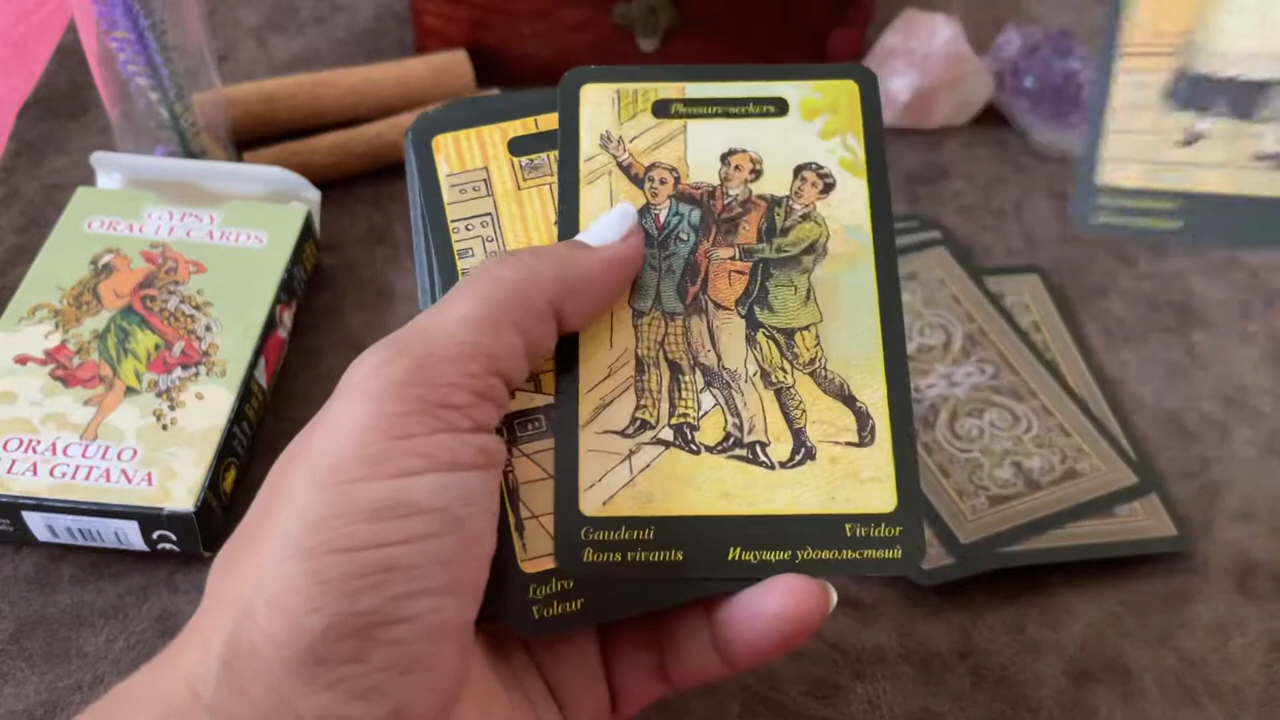 GYPSY
ORACLE CARDS
ORÁCULO
LA GITANA
Pleasure-seekers
Gaudenti
Vividor
Bons vivants
Ищущие удовольствий
Ladro
Voleur